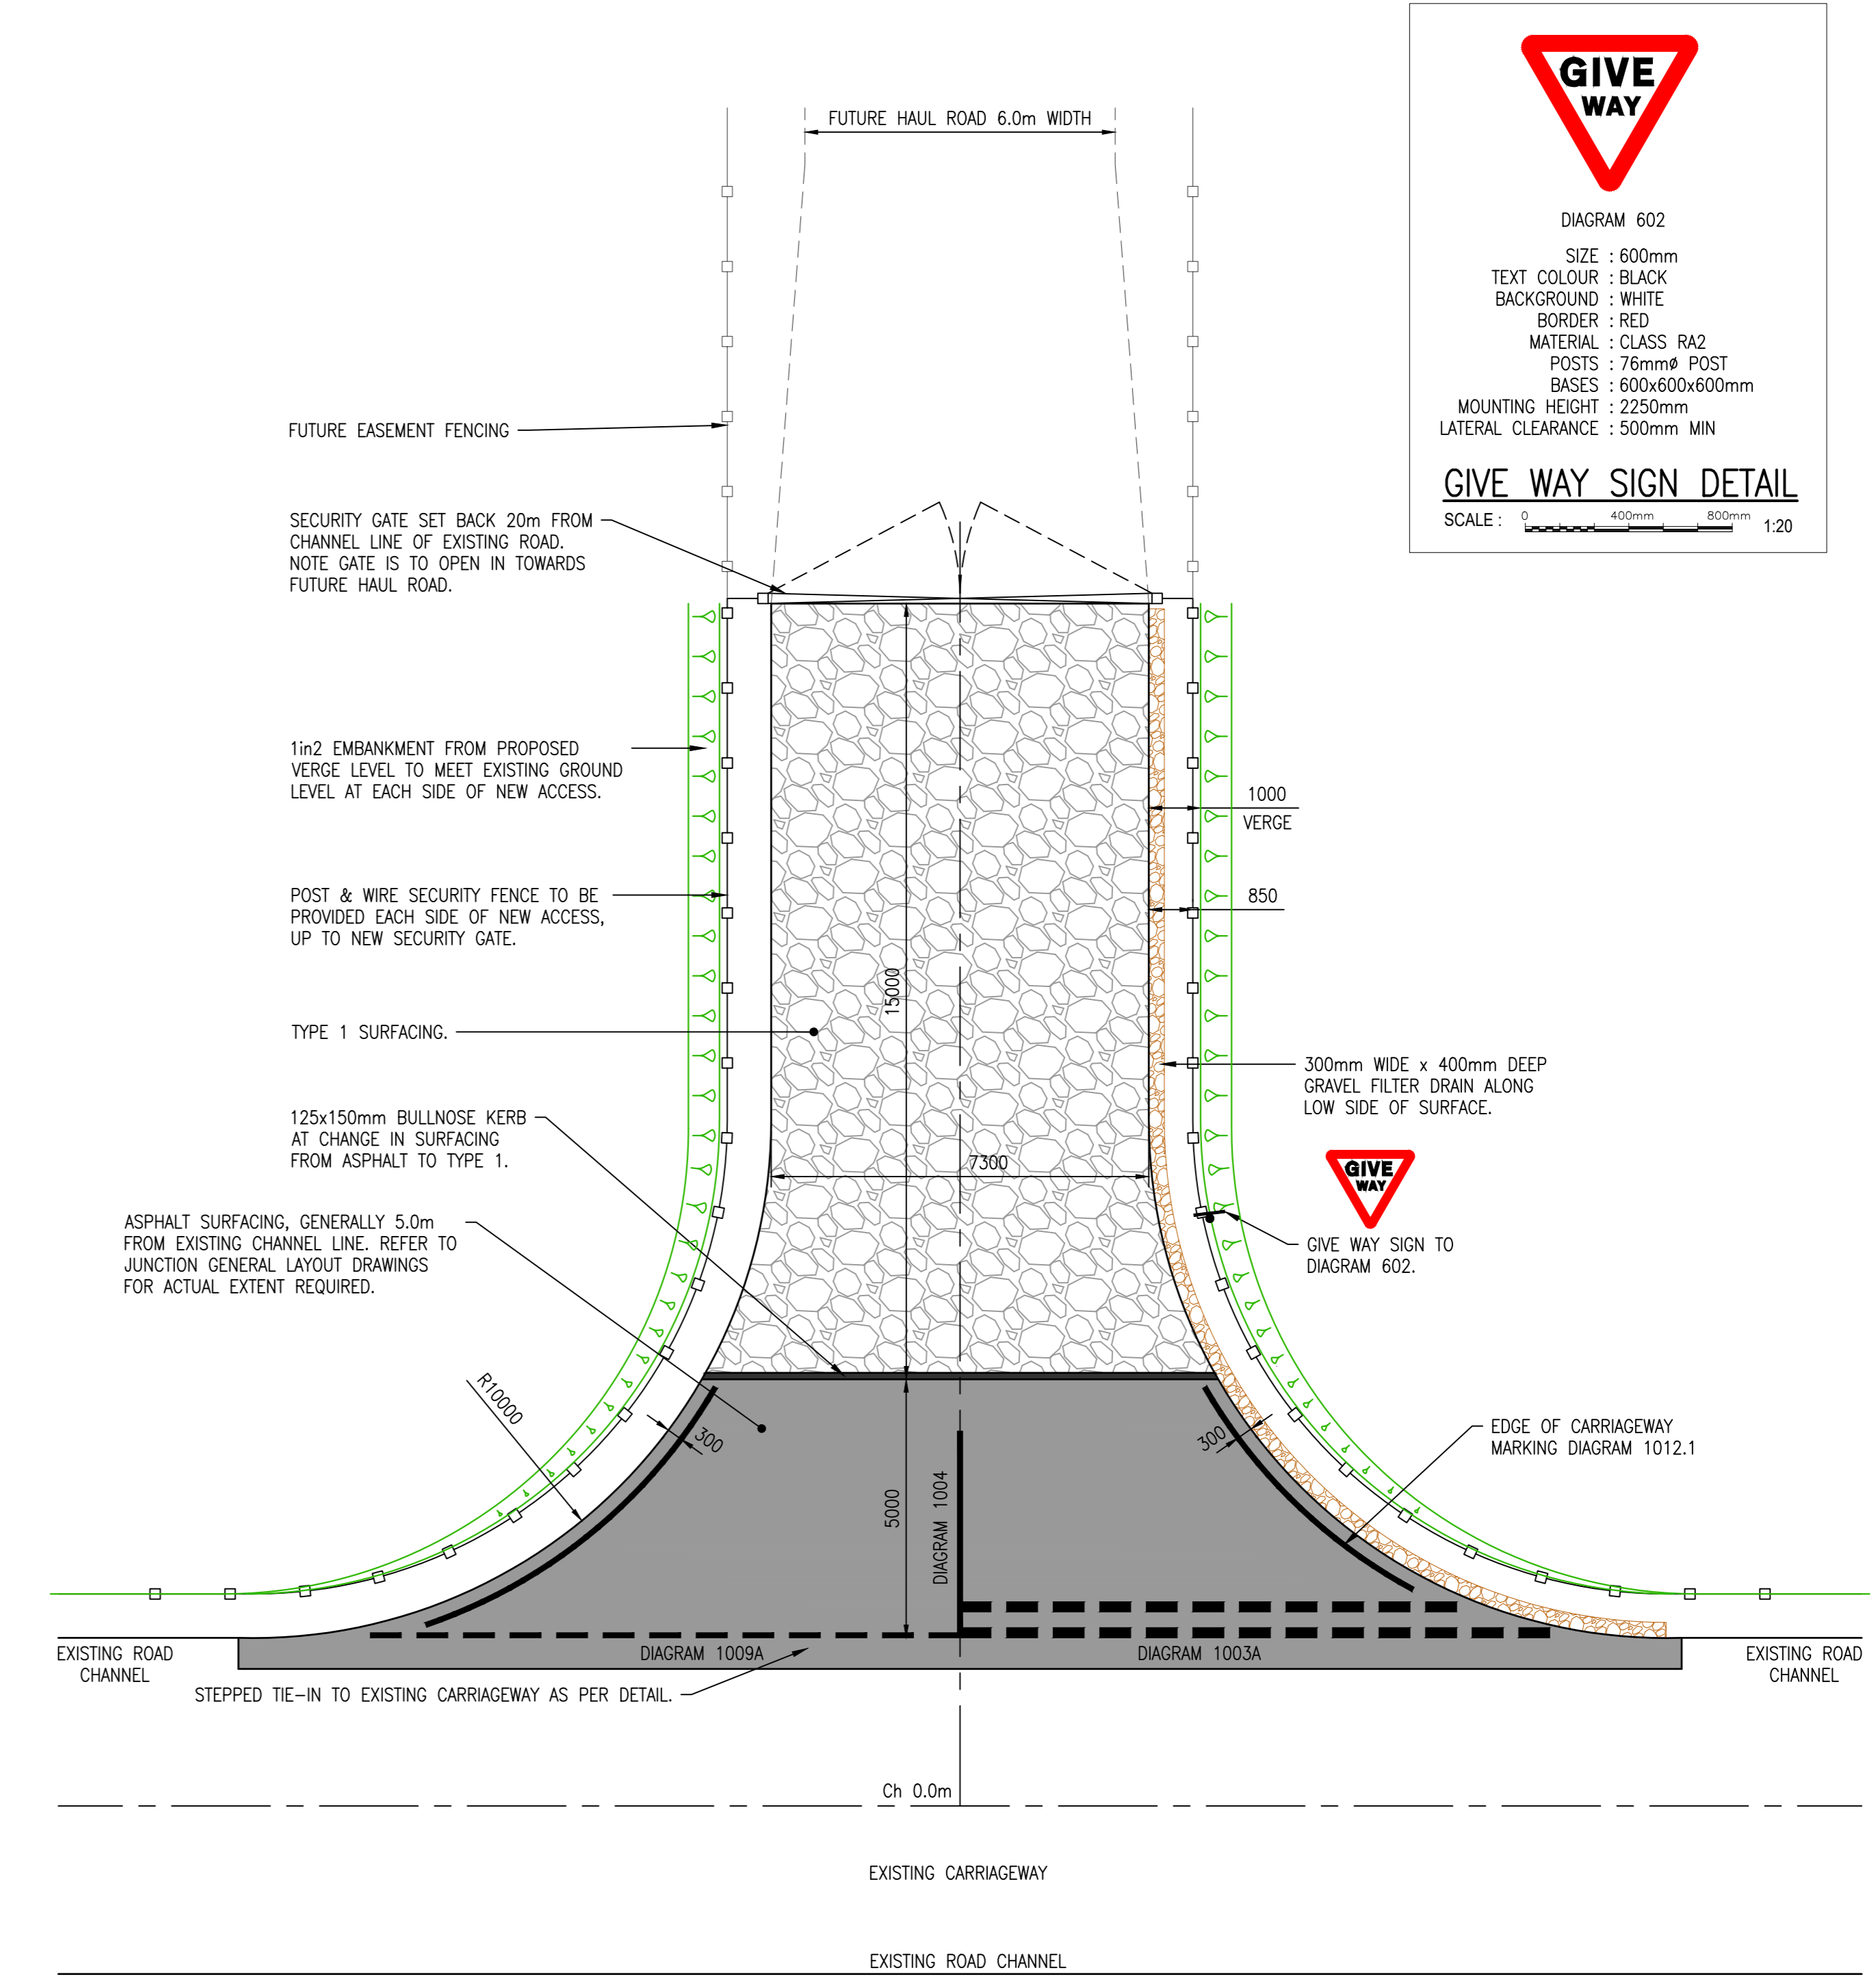 GIVE
WAY
DIAGRAM 602
SIZE : 600mm
TEXT COLOUR : BLACK
BACKGROUND : WHITE
BORDER : RED
MATERIAL : CLASS RA2
POSTS : 76mmø POST
BASES : 600x600x600mm
MOUNTING HEIGHT : 2250mm
LATERAL CLEARANCE : 500mm MIN
GIVE WAY SIGN DETAIL
SCALE : 0 400mm 800mm 1:20
FUTURE HAUL ROAD 6.0m WIDTH
FUTURE EASEMENT FENCING
SECURITY GATE SET BACK 20m FROM
CHANNEL LINE OF EXISTING ROAD.
NOTE GATE IS TO OPEN IN TOWARDS
FUTURE HAUL ROAD.
1in2 EMBANKMENT FROM PROPOSED
VERGE LEVEL TO MEET EXISTING GROUND
LEVEL AT EACH SIDE OF NEW ACCESS.
1000
VERGE
POST & WIRE SECURITY FENCE TO BE
PROVIDED EACH SIDE OF NEW ACCESS,
UP TO NEW SECURITY GATE.
850
15000
TYPE 1 SURFACING.
300mm WIDE x 400mm DEEP
GRAVEL FILTER DRAIN ALONG
LOW SIDE OF SURFACE.
125x150mm BULLNOSE KERB
AT CHANGE IN SURFACING
FROM ASPHALT TO TYPE 1.
7300
GIVE
WAY
GIVE WAY SIGN TO
DIAGRAM 602.
ASPHALT SURFACING, GENERALLY 5.0m
FROM EXISTING CHANNEL LINE. REFER TO
JUNCTION GENERAL LAYOUT DRAWINGS
FOR ACTUAL EXTENT REQUIRED.
R10000
300
300
EDGE OF CARRIAGEWAY
MARKING DIAGRAM 1012.1
5000
DIAGRAM 1004
EXISTING ROAD
CHANNEL
DIAGRAM 1009A
DIAGRAM 1003A
EXISTING ROAD
CHANNEL
STEPPED TIE-IN TO EXISTING CARRIAGEWAY AS PER DETAIL.
Ch 0.0m
EXISTING CARRIAGEWAY
EXISTING ROAD CHANNEL